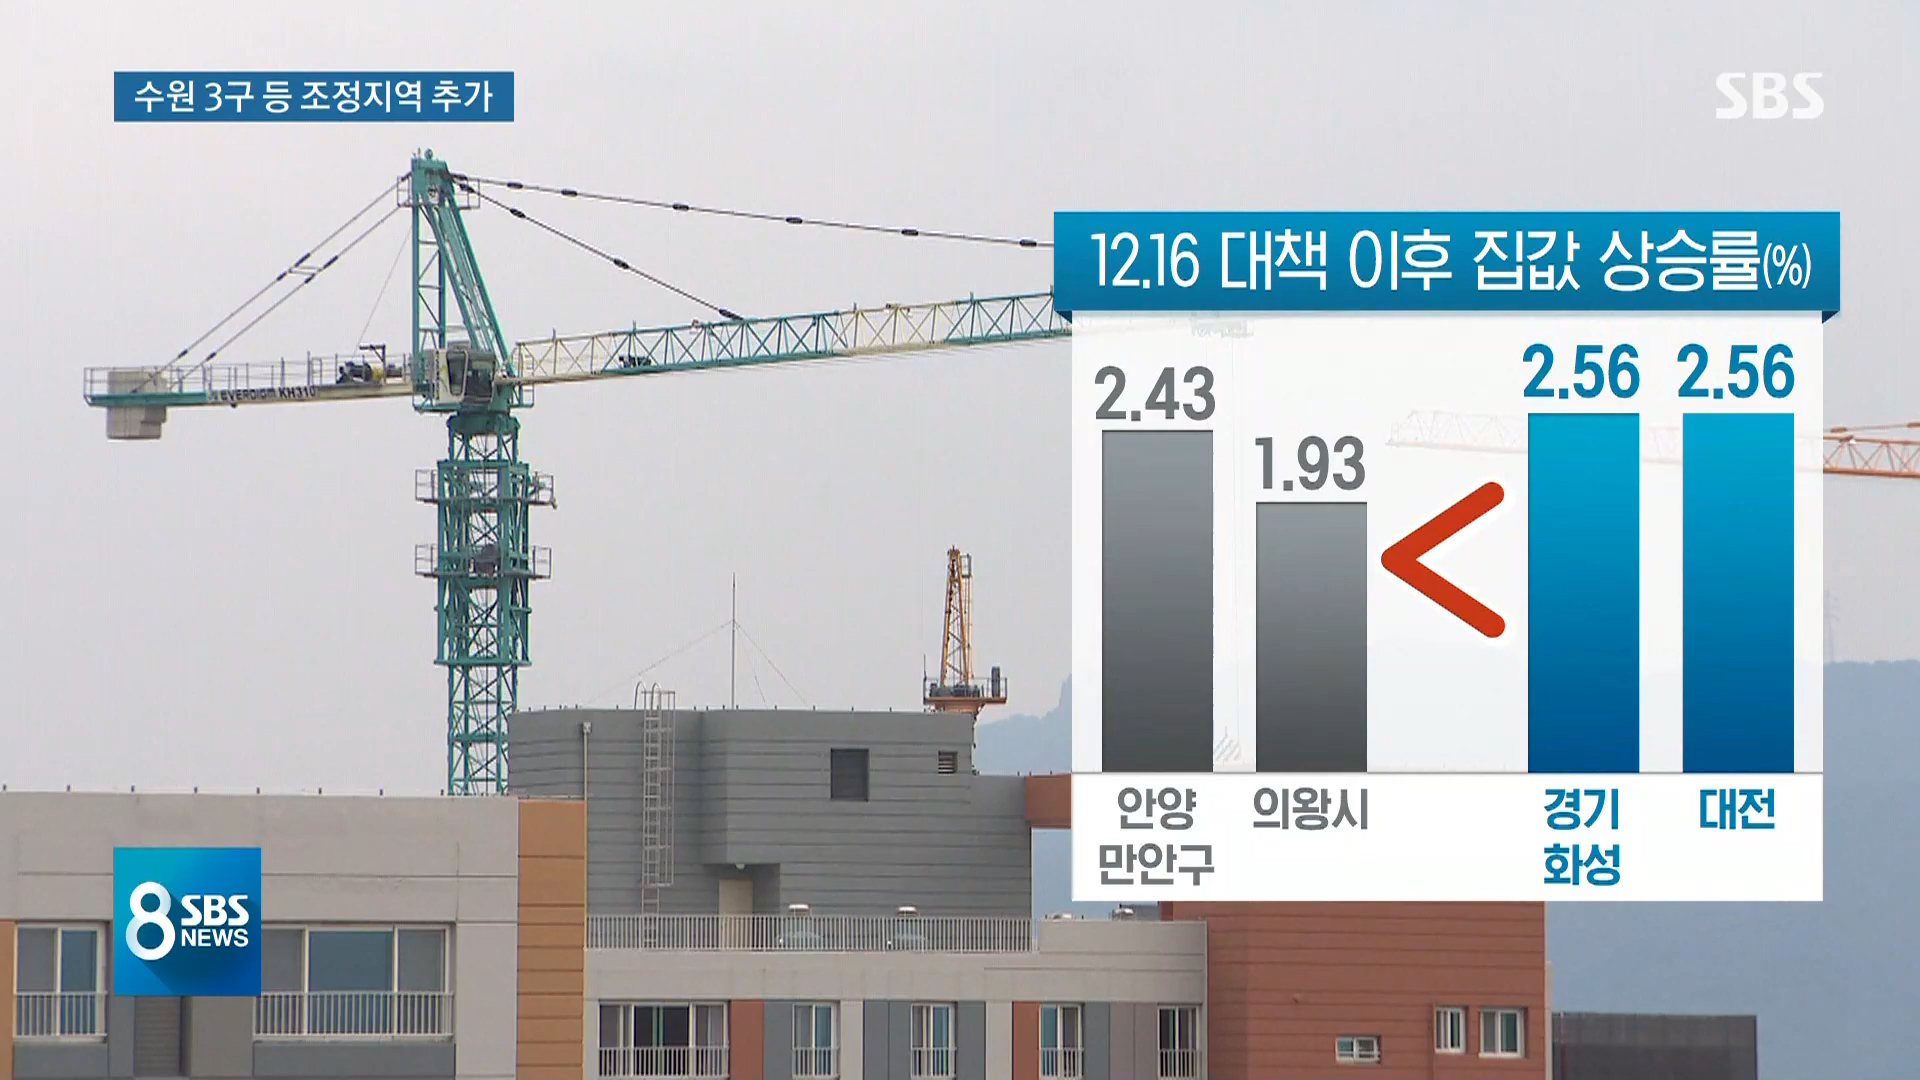 수원 3구 등 조정지역 추가
SBS
EVERDIGM KH310
12.16 대책 이후 집값 상승률(%)
2.43
1.93
<
2.56
2.56
안양
만안구
의왕시
경기
화성
대전
8 SBS
NEWS